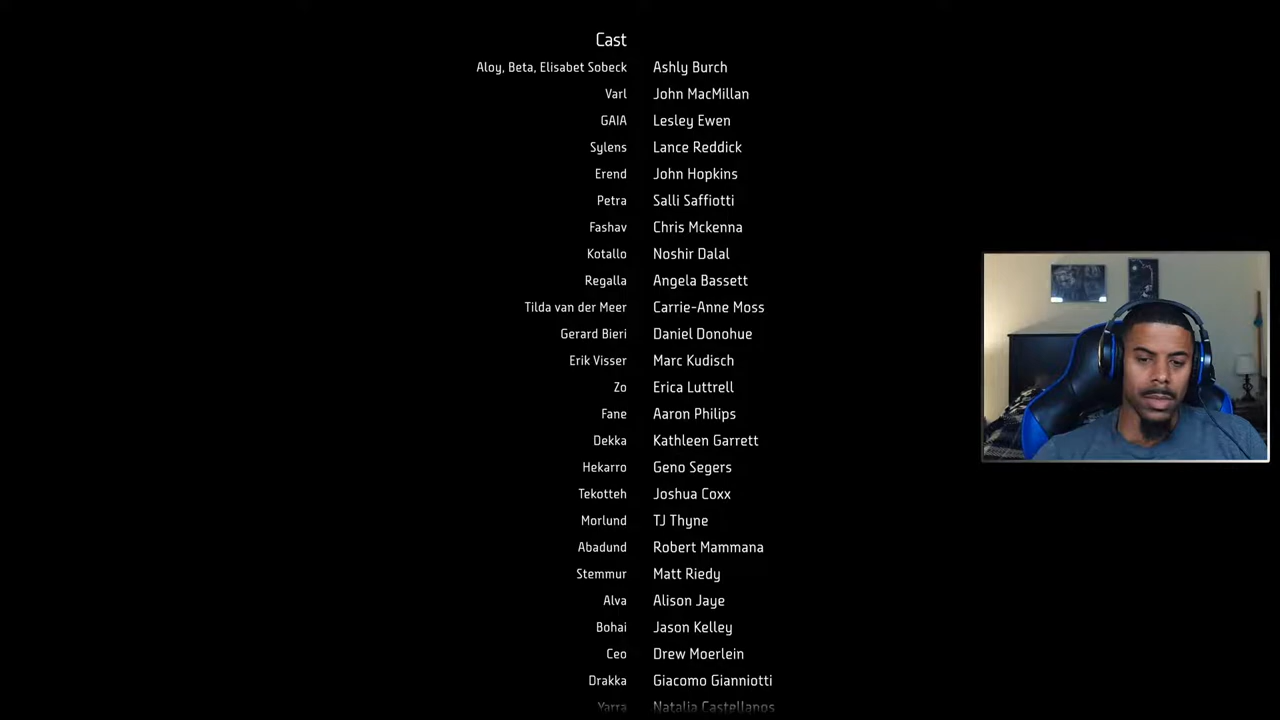 Cast
Aloy, Beta, Elisabet Sobeck Ashly Burch
Varl John MacMillan
GAIA Lesley Ewen
Sylens Lance Reddick
Erend John Hopkins
Petra Salli Saffiotti
Fashav Chris Mckenna
Kotallo Noshir Dalal
Regalla Angela Bassett
Tilda van der Meer Carrie-Anne Moss
Gerard Bieri Daniel Donohue
Erik Visser Marc Kudisch
Zo Erica Luttrell
Fane Aaron Philips
Dekka Kathleen Garrett
Hekarro Geno Segers
Tekotteh Joshua Coxx
Morlund TJ Thyne
Abadund Robert Mammana
Stemmur Matt Riedy
Alva Alison Jaye
Bohai Jason Kelley
Ceo Drew Moerlein
Drakka Giacomo Gianniotti
Yarra Natalia Castellanos